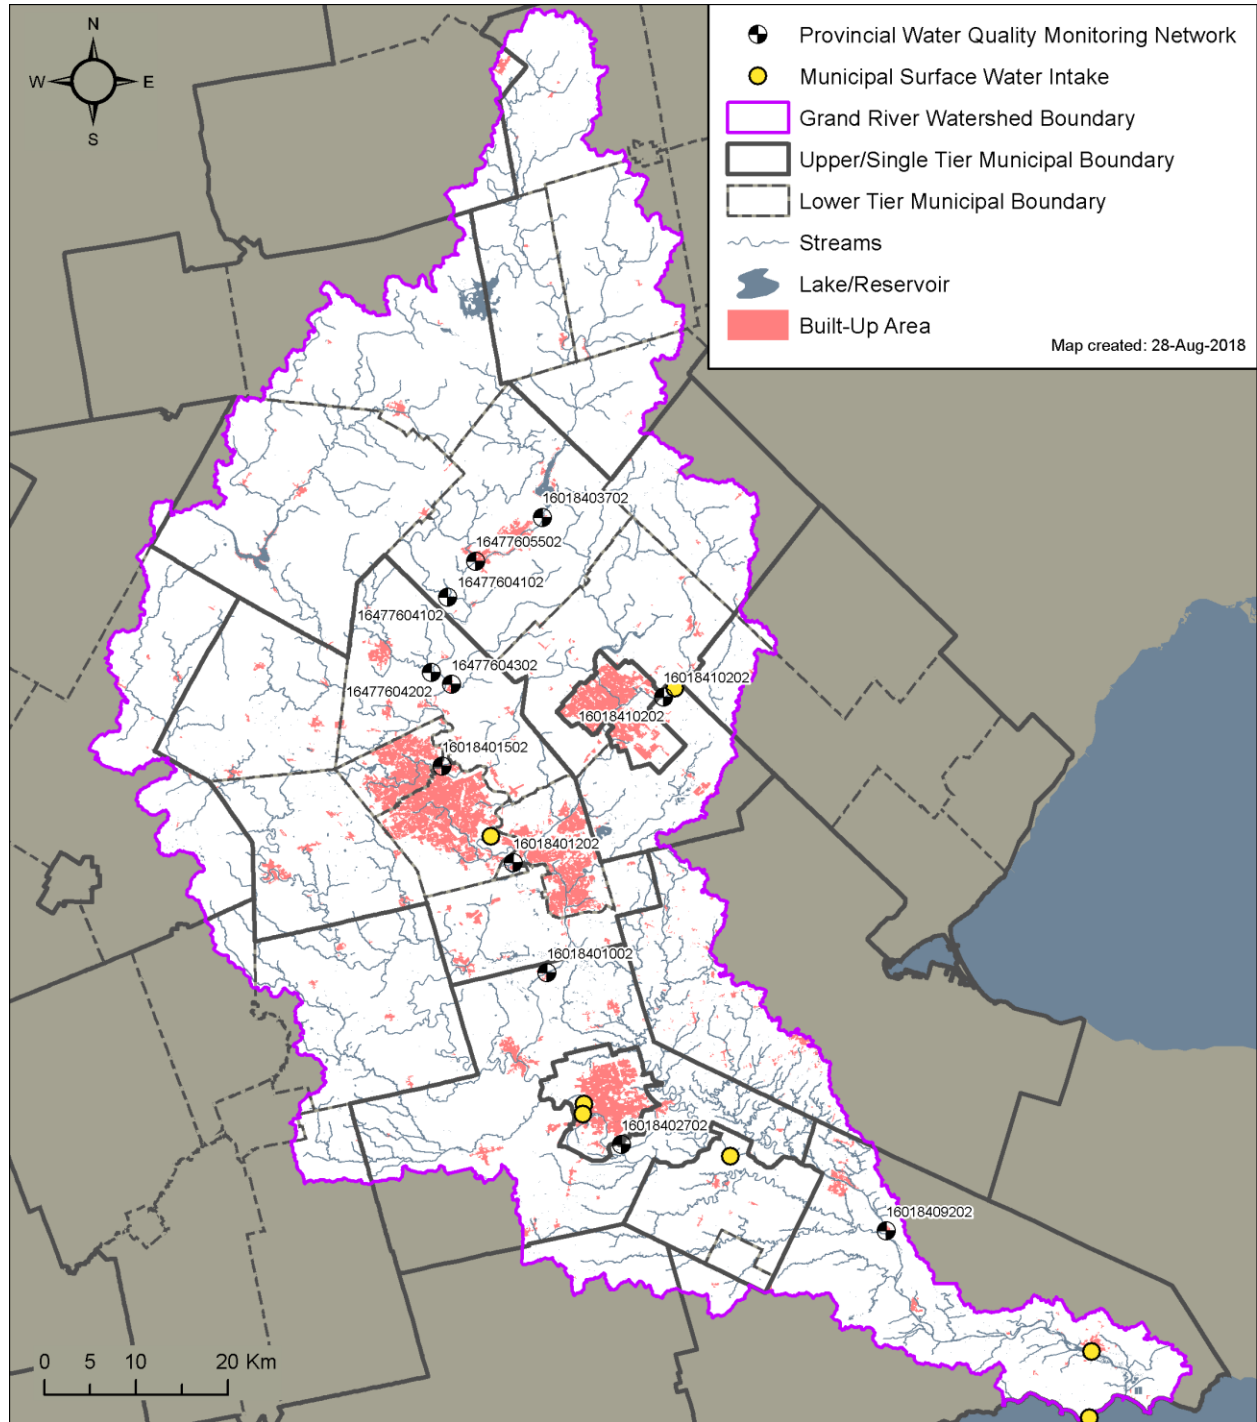 N
W E
S
Provincial Water Quality Monitoring Network
Municipal Surface Water Intake
Grand River Watershed Boundary
Upper/Single Tier Municipal Boundary
Lower Tier Municipal Boundary
Streams
Lake/Reservoir
Built-Up Area
Map created: 28-Aug-2018
16018403702
16477605502
16477604102
16477604102
16477604302
16477604202
16018410202
16018410202
16018401502
16018401202
16018401002
16018402702
16018409202
0 5 10 20 Km